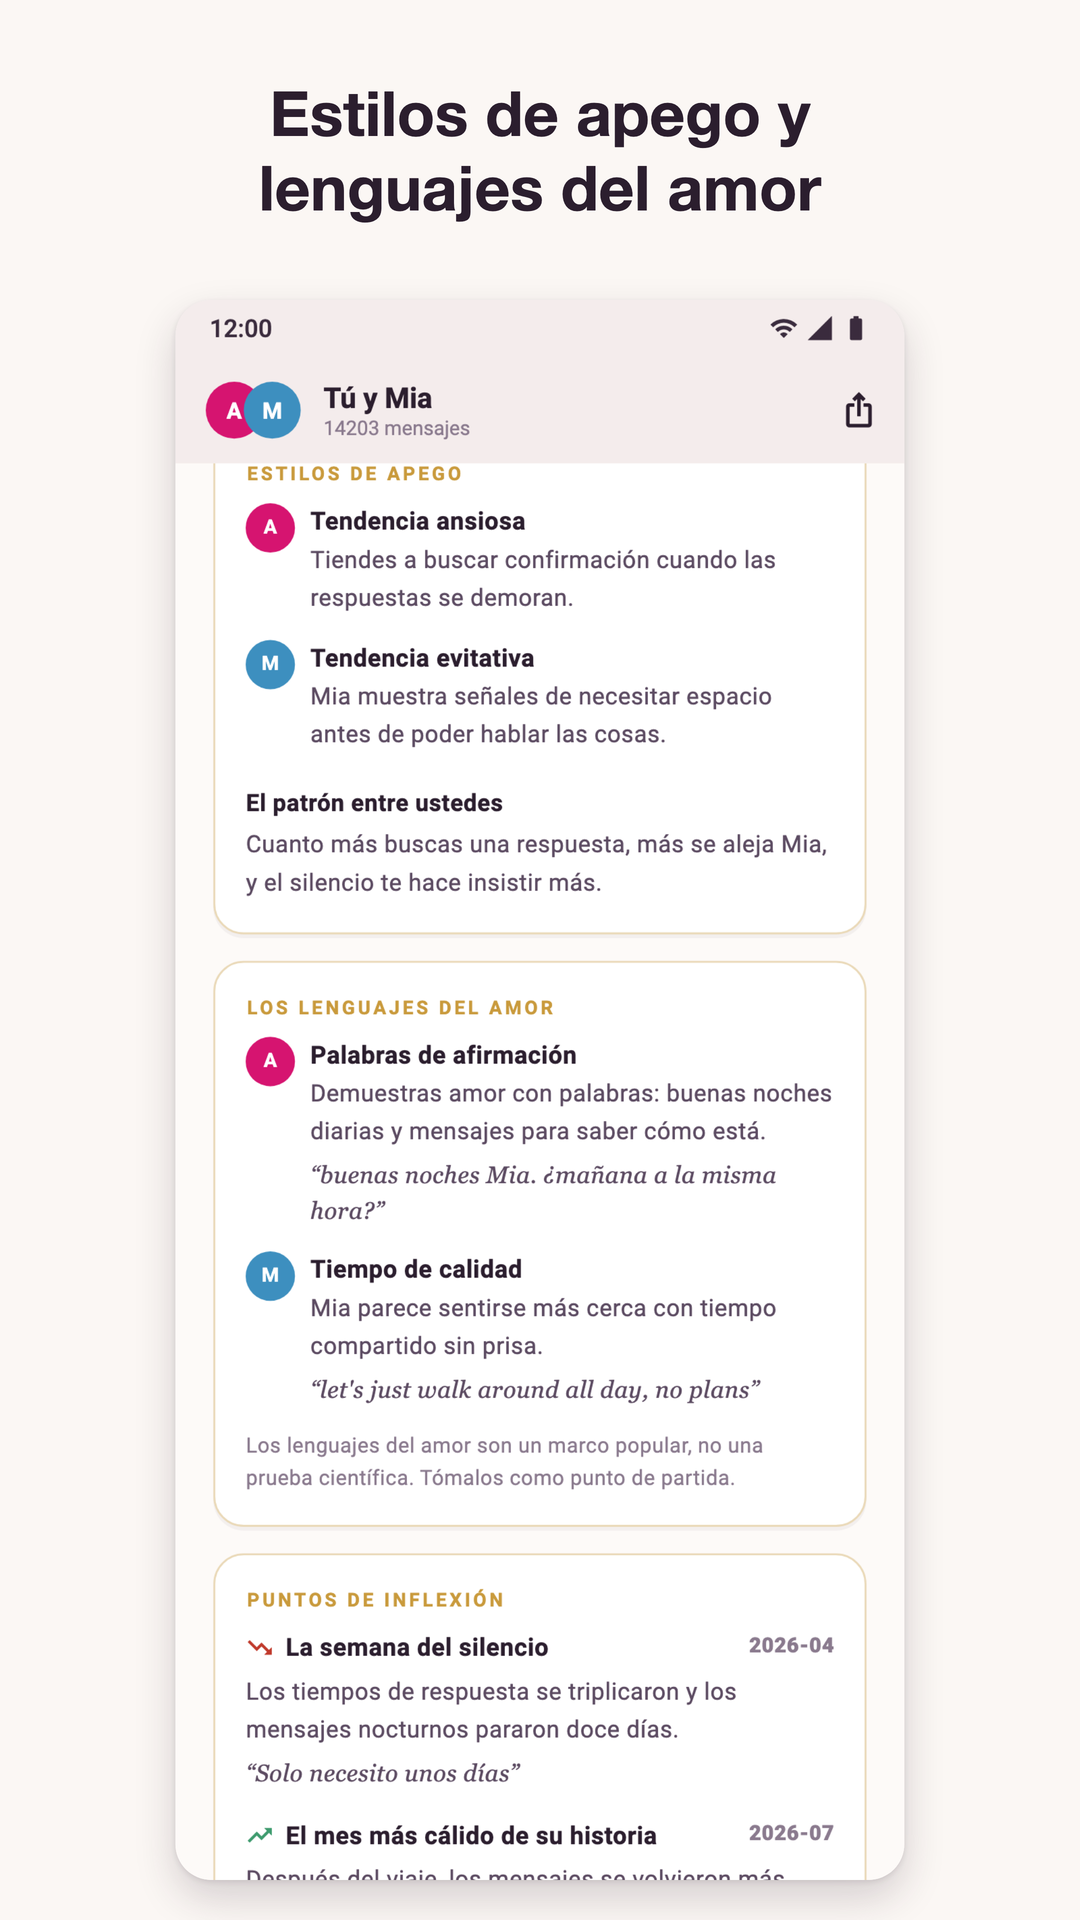 Estilos de apego y
lenguajes del amor
12:00
A M
Tú y Mia
14203 mensajes
ESTILOS DE APEGO
A
Tendencia ansiosa
Tiendes a buscar confirmación cuando las
respuestas se demoran.
M
Tendencia evitativa
Mia muestra señales de necesitar espacio
antes de poder hablar las cosas.
El patrón entre ustedes
Cuanto más buscas una respuesta, más se aleja Mia,
y el silencio te hace insistir más.
LOS LENGUAJES DEL AMOR
A
Palabras de afirmación
Demuestras amor con palabras: buenas noches
diarias y mensajes para saber cómo está.
“buenas noches Mia. ¿mañana a la misma
hora?”
M
Tiempo de calidad
Mia parece sentirse más cerca con tiempo
compartido sin prisa.
“let's just walk around all day, no plans”
Los lenguajes del amor son un marco popular, no una
prueba científica. Tómalos como punto de partida.
PUNTOS DE INFLEXIÓN
La semana del silencio 2026-04
Los tiempos de respuesta se triplicaron y los
mensajes nocturnos pararon doce días.
“Solo necesito unos días”
El mes más cálido de su historia 2026-07
Después del viaje, los mensajes se volvieron más